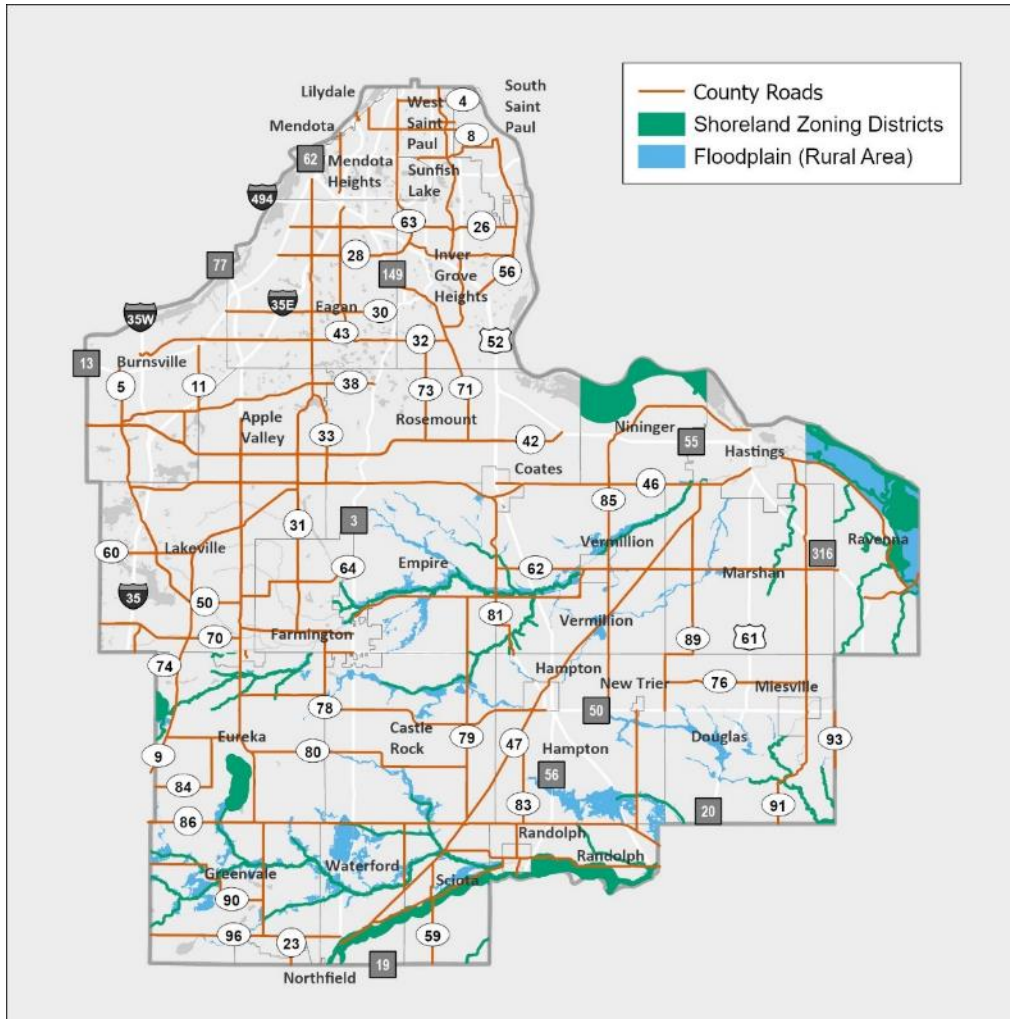 County Roads
Shoreland Zoning Districts
Floodplain (Rural Area)
Lilydale
West
Saint
Paul
4
South
Saint
Paul
Mendota
8
62
Mendota
Heights
Sunfish
Lake
494
63
26
28
Inver
Grove
Heights
77
149
56
35E
Eagan
30
35W
43
32
52
13
Burnsville
5
11
38
73
71
Apple
Valley
Rosemount
33
42
Nininger
55
Hastings
Coates
46
85
31
3
60
Lakeville
Vermillion
Ravenna
316
64
Empire
62
Marshan
35
50
81
Vermillion
70
Farmington
89
61
74
Hampton
New Trier
76
Miesville
78
50
Castle
Rock
Eureka
79
47
Hampton
Douglas
93
9
80
56
84
83
20
91
86
Randolph
Randolph
Greenvale
Waterford
Sciota
90
96
23
59
Northfield
19